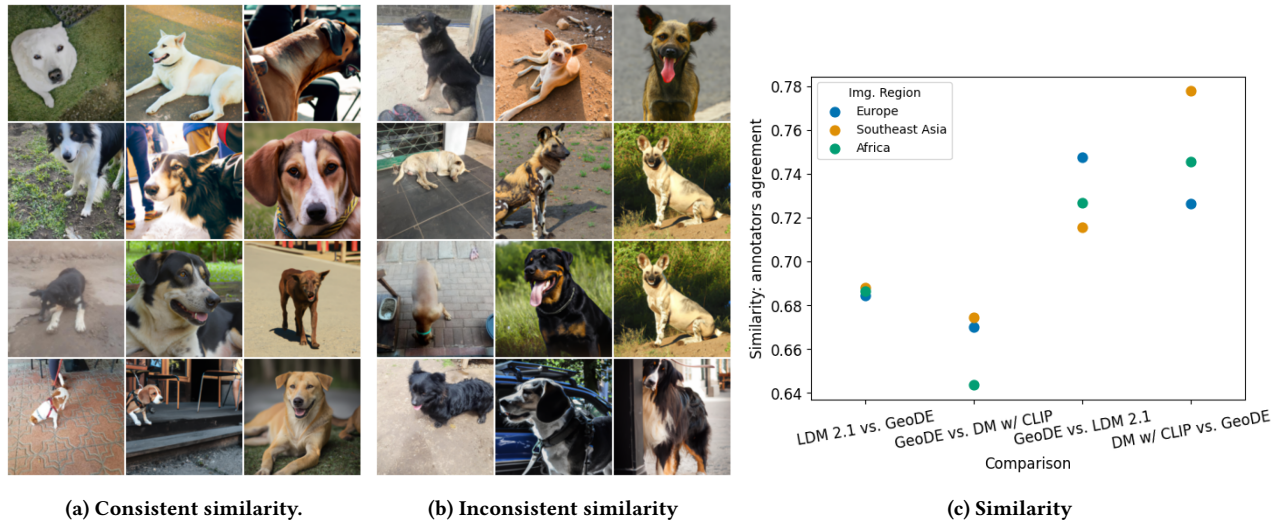 Img. Region
Europe
Southeast Asia
Africa
Similarity: annotators agreement
0.78
0.76
0.74
0.72
0.70
0.68
0.66
0.64
LDM 2.1 vs. GeoDE
GeoDE vs. DM w/ CLIP
GeoDE vs. LDM 2.1
DM w/ CLIP vs. GeoDE
Comparison
(a) Consistent similarity.
(b) Inconsistent similarity
(c) Similarity